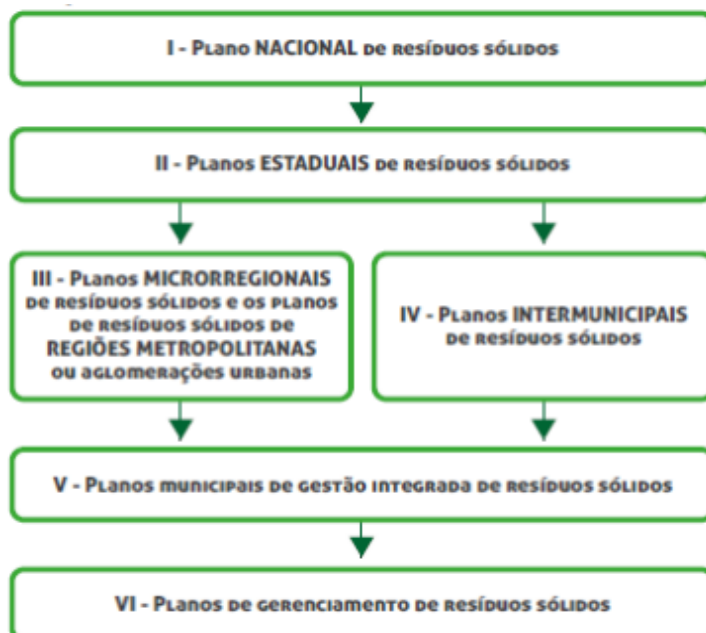 I - Plano NACIONAL de resíduos sólidos
II - Planos ESTADUAIS de resíduos sólidos
III - Planos MICRORREGIONAIS
de resíduos sólidos e os planos
de resíduos sólidos de
REGIÕES METROPOLITANAS
ou aglomerações urbanas
IV - Planos INTERMUNICIPAIS
de resíduos sólidos
V - Planos municipais de gestão integrada de resíduos sólidos
VI - Planos de gerenciamento de resíduos sólidos